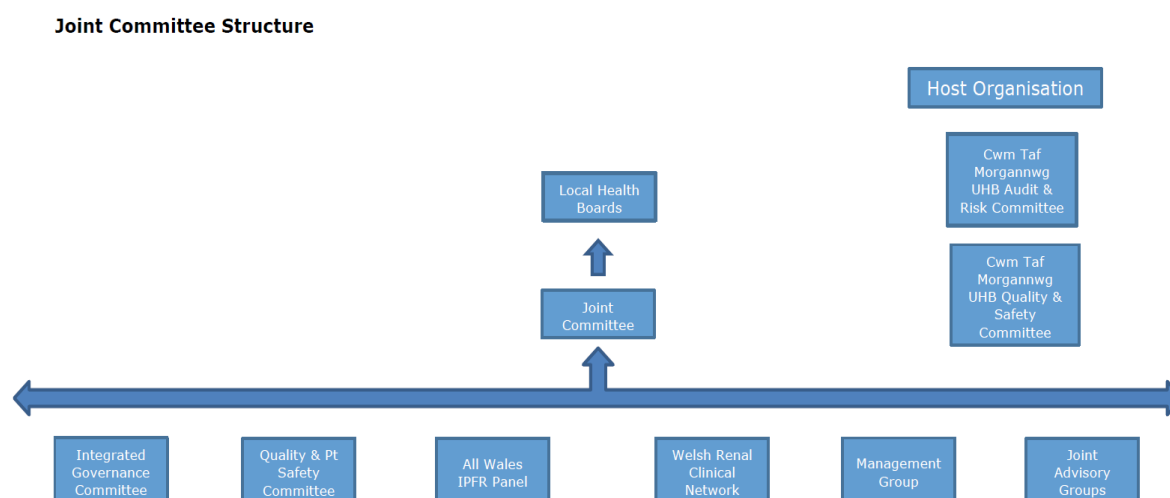 Joint Committee Structure
Host Organisation
Cwm Taf
Morgannwg
UHB Audit &
Risk Committee
Local Health
Boards
Cwm Taf
Morgannwg
UHB Quality &
Safety
Committee
Joint
Committee
Integrated
Governance
Committee
Quality & Pt
Safety
Committee
All Wales
IPFR Panel
Welsh Renal
Clinical
Network
Management
Group
Joint
Advisory
Groups